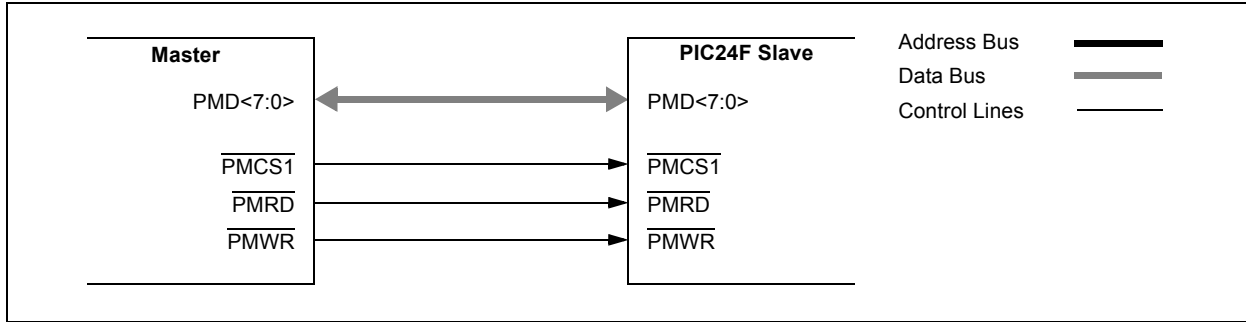 Master
PMD<7:0>
PMCS1
PMRD
PMWR
PIC24F Slave
PMD<7:0>
PMCS1
PMRD
PMWR
Address Bus
Data Bus
Control Lines